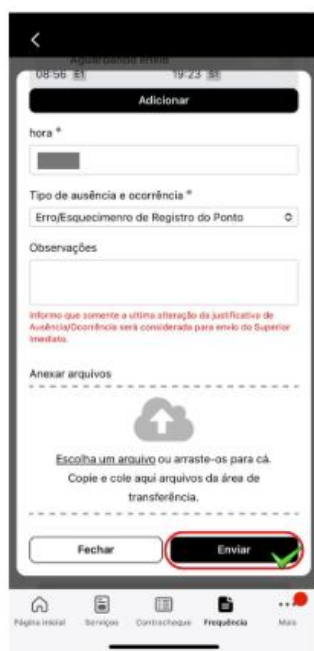 Aguardando envio
08:56 E1 19:23 S1
Adicionar
hora *
Tipo de ausência e ocorrência *
Erro/Esquecimenro de Registro do Ponto
Observações
Informo que somente a ultima alteração da justificativa de
Ausência/Ocorrência será considerada para envio do Superior
Imediato.
Anexar arquivos
Escolha um arquivo ou arraste-os para cá.
Copie e cole aqui arquivos da área de
transferência.
Fechar Enviar
Página inicial Serviços Contracheque Frequência Mais